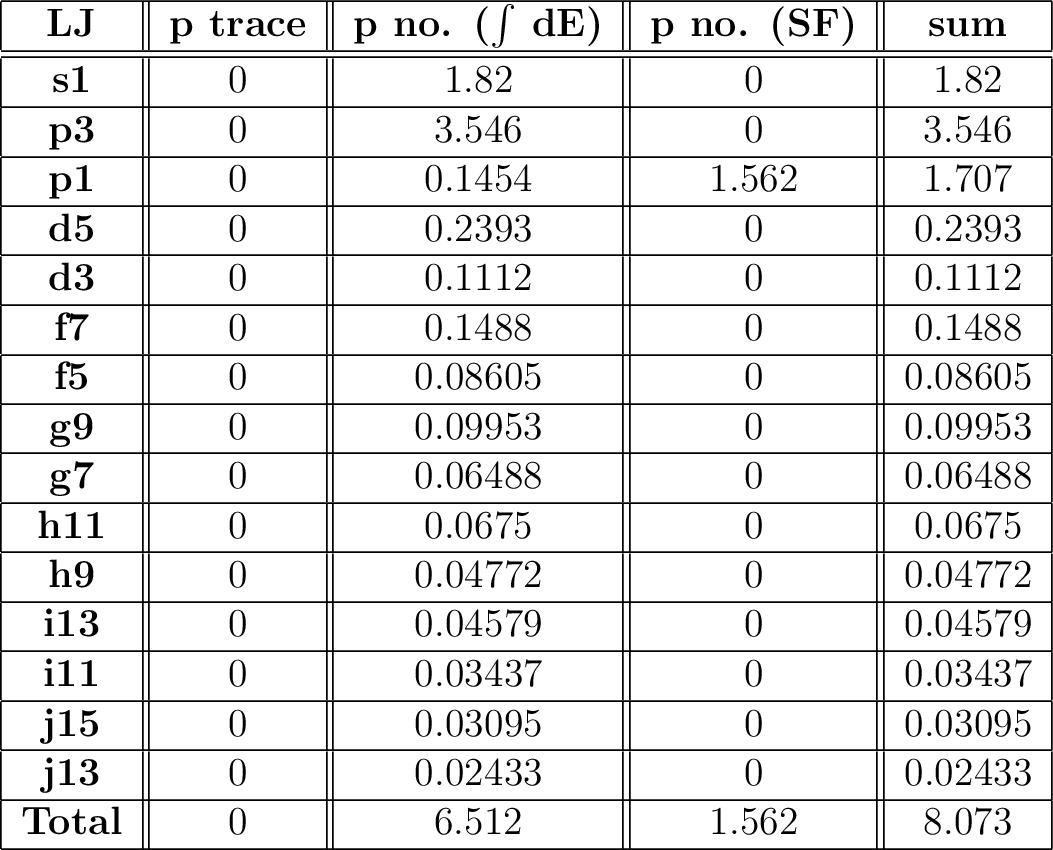 LJ p trace p no. (∫ dE) p no. (SF) sum
s1 0 1.82 0 1.82
p3 0 3.546 0 3.546
p1 0 0.1454 1.562 1.707
d5 0 0.2393 0 0.2393
d3 0 0.1112 0 0.1112
f7 0 0.1488 0 0.1488
f5 0 0.08605 0 0.08605
g9 0 0.09953 0 0.09953
g7 0 0.06488 0 0.06488
h11 0 0.0675 0 0.0675
h9 0 0.04772 0 0.04772
i13 0 0.04579 0 0.04579
i11 0 0.03437 0 0.03437
j15 0 0.03095 0 0.03095
j13 0 0.02433 0 0.02433
Total 0 6.512 1.562 8.073